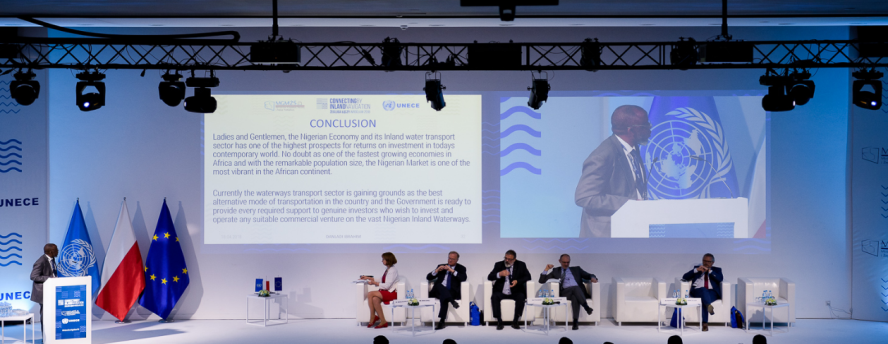 CONNECTING
INLAND NAVIGATION
UNECE
CONCLUSION
Ladies and Gentlemen, the Nigerian Economy and its Inland water transport
sector has one of the highest prospects for returns on investment in todays
contemporary world. No doubt as one of the fastest growing economies in
Africa and with the remarkable population size, the Nigerian Market is one of
the most vibrant in the African continent.
Currently the waterways transport sector is gaining grounds as the best
alternative mode of transportation in the country and the Government is ready to
provide every required support to genuine investors who wish to invest and
operate any suitable commercial venture on the vast Nigerian Inland Waterways.
UNECE
UNECE